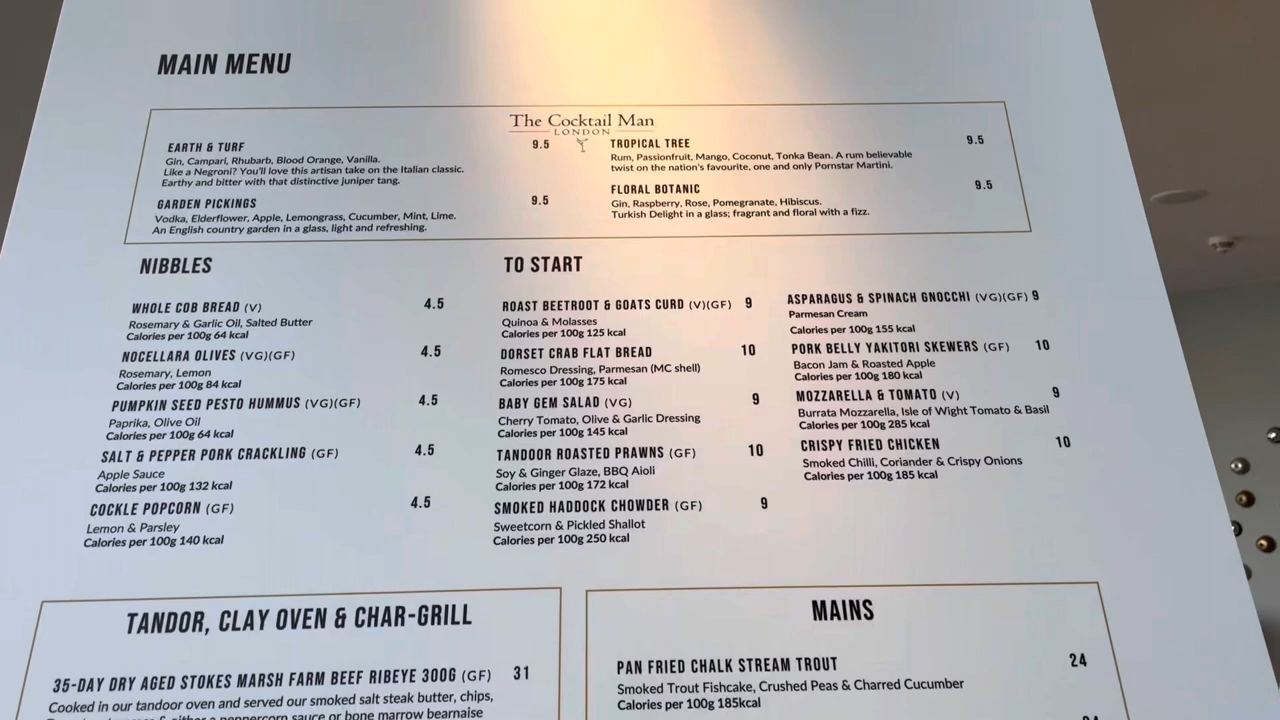 MAIN MENU
The Cocktail Man
LONDON
EARTH & TURF 9.5
Gin, Campari, Rhubarb, Blood Orange, Vanilla.
Like a Negroni? You'll love this artisan take on the Italian classic.
Earthy and bitter with that distinctive juniper tang.
GARDEN PICKINGS 9.5
Vodka, Elderflower, Apple, Lemongrass, Cucumber, Mint, Lime.
An English country garden in a glass, light and refreshing.
TROPICAL TREE 9.5
Rum, Passionfruit, Mango, Coconut, Tonka Bean. A rum believable
twist on the nation's favourite, one and only Pornstar Martini.
FLORAL BOTANIC 9.5
Gin, Raspberry, Rose, Pomegranate, Hibiscus.
Turkish Delight in a glass; fragrant and floral with a fizz.
NIBBLES
WHOLE COB BREAD (V) 4.5
Rosemary & Garlic Oil, Salted Butter
Calories per 100g 64 kcal
NOCELLARA OLIVES (VG)(GF) 4.5
Rosemary, Lemon
Calories per 100g 84 kcal
PUMPKIN SEED PESTO HUMMUS (VG)(GF) 4.5
Paprika, Olive Oil
Calories per 100g 64 kcal
SALT & PEPPER PORK CRACKLING (GF) 4.5
Apple Sauce
Calories per 100g 132 kcal
COCKLE POPCORN (GF) 4.5
Lemon & Parsley
Calories per 100g 140 kcal
TO START
ROAST BEETROOT & GOATS CURD (V)(GF) 9
Quinoa & Molasses
Calories per 100g 125 kcal
DORSET CRAB FLAT BREAD 10
Romesco Dressing, Parmesan (MC shell)
Calories per 100g 175 kcal
BABY GEM SALAD (VG) 9
Cherry Tomato, Olive & Garlic Dressing
Calories per 100g 145 kcal
TANDOOR ROASTED PRAWNS (GF) 10
Soy & Ginger Glaze, BBQ Aioli
Calories per 100g 172 kcal
SMOKED HADDOCK CHOWDER (GF) 9
Sweetcorn & Pickled Shallot
Calories per 100g 250 kcal
ASPARAGUS & SPINACH GNOCCHI (VG)(GF) 9
Parmesan Cream
Calories per 100g 155 kcal
PORK BELLY YAKITORI SKEWERS (GF) 10
Bacon Jam & Roasted Apple
Calories per 100g 180 kcal
MOZZARELLA & TOMATO (V) 9
Burrata Mozzarella, Isle of Wight Tomato & Basil
Calories per 100g 285 kcal
CRISPY FRIED CHICKEN 10
Smoked Chilli, Coriander & Crispy Onions
Calories per 100g 185 kcal
TANDOR, CLAY OVEN & CHAR-GRILL
35-DAY DRY AGED STOKES MARSH FARM BEEF RIBEYE 300G (GF) 31
Cooked in our tandoor oven and served our smoked salt steak butter, chips,
& either a peppercorn sauce or bone marrow bearnaise
MAINS
PAN FRIED CHALK STREAM TROUT 24
Smoked Trout Fishcake, Crushed Peas & Charred Cucumber
Calories per 100g 185kcal